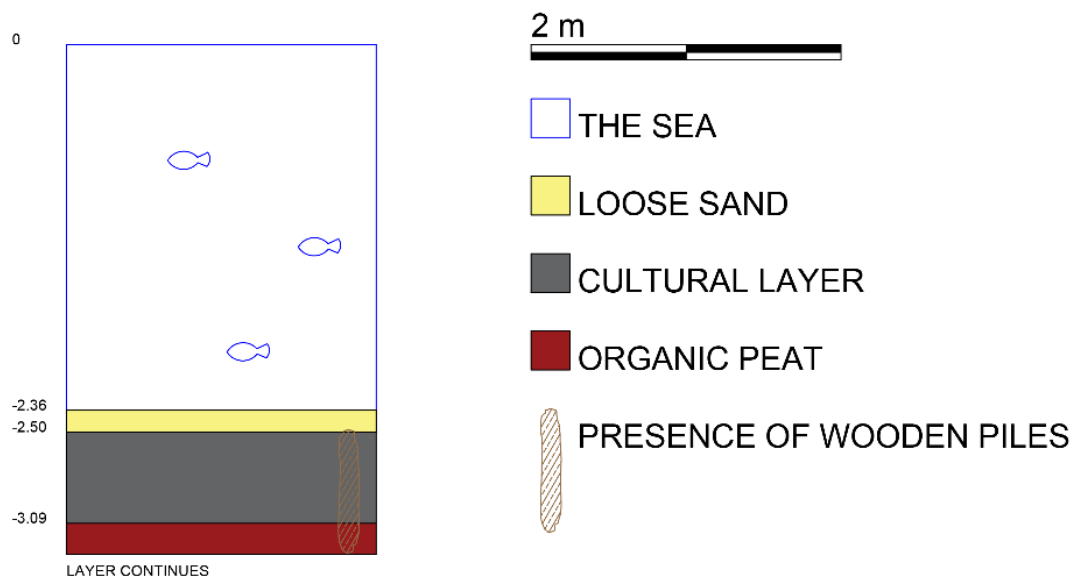 0
-2.36
-2.50
-3.09
LAYER CONTINUES
2 m
THE SEA
LOOSE SAND
CULTURAL LAYER
ORGANIC PEAT
PRESENCE OF WOODEN PILES